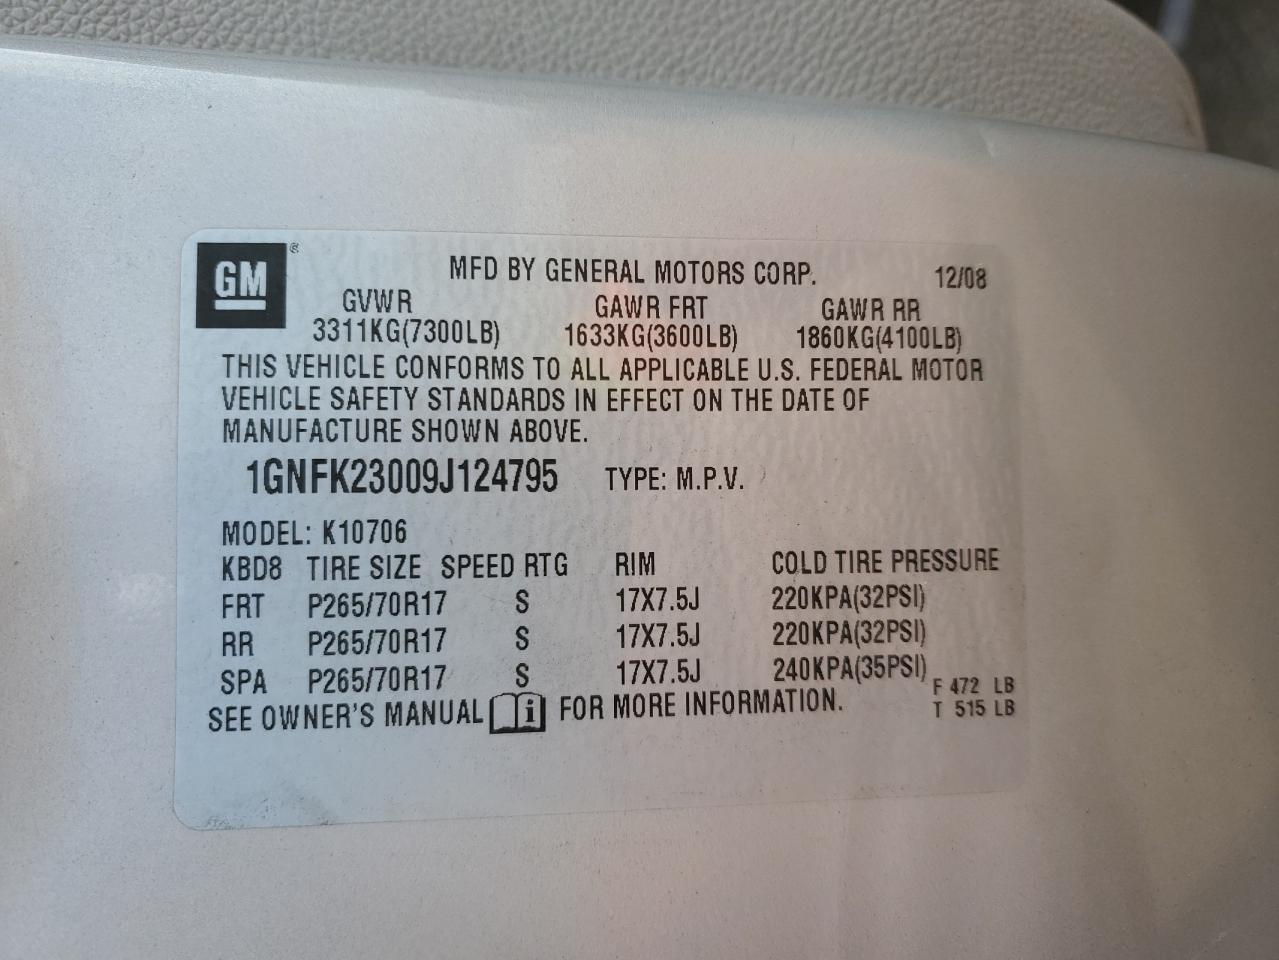 GM ®
MFD BY GENERAL MOTORS CORP. 12/08
GVWR GAWR FRT GAWR RR
3311KG(7300LB) 1633KG(3600LB) 1860KG(4100LB)
THIS VEHICLE CONFORMS TO ALL APPLICABLE U.S. FEDERAL MOTOR
VEHICLE SAFETY STANDARDS IN EFFECT ON THE DATE OF
MANUFACTURE SHOWN ABOVE.
1GNFK23009J124795 TYPE: M.P.V.
MODEL: K10706
KBD8 TIRE SIZE SPEED RTG RIM COLD TIRE PRESSURE
FRT P265/70R17 S 17X7.5J 220KPA(32PSI)
RR P265/70R17 S 17X7.5J 220KPA(32PSI)
SPA P265/70R17 S 17X7.5J 240KPA(35PSI)
F 472 LB
SEE OWNER'S MANUAL i FOR MORE INFORMATION. T 515 LB